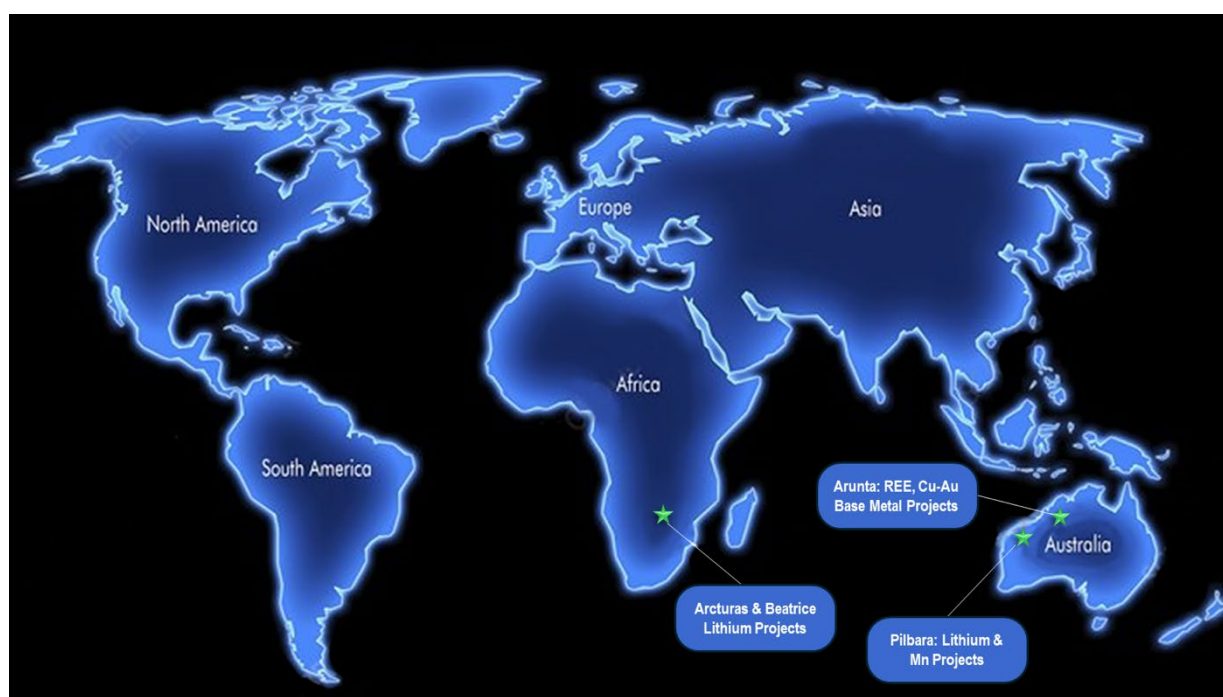 North America
Europe
Asia
Africa
South America
Arunta: REE, Cu-Au
Base Metal Projects
Australia
Arcturas & Beatrice
Lithium Projects
Pilbara: Lithium &
Mn Projects